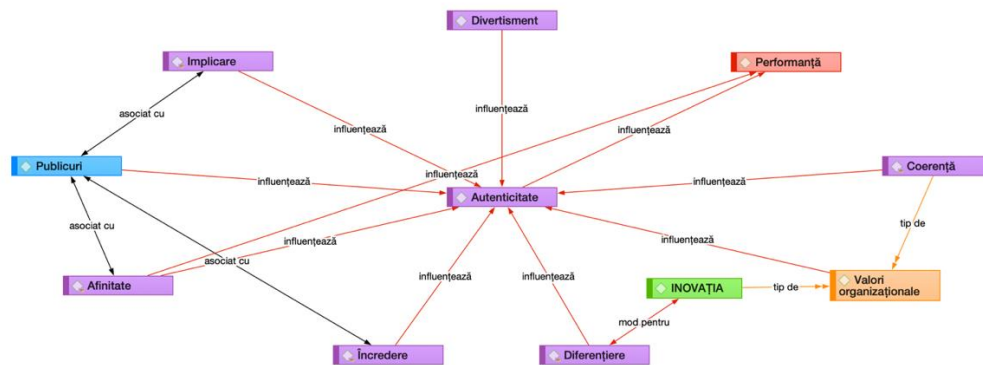 Divertisment
Implicare
Performanță
asociat cu
influențează
influențează
influențează
Publicuri
Coerență
influențează
influențează
Autenticitate
asociat cu
tip de
influențează
influențează
asociat cu
influențează
influențează
Afinitate
INOVAȚIA
tip de
Valori
organizaționale
mod pentru
Încredere
Diferențiere